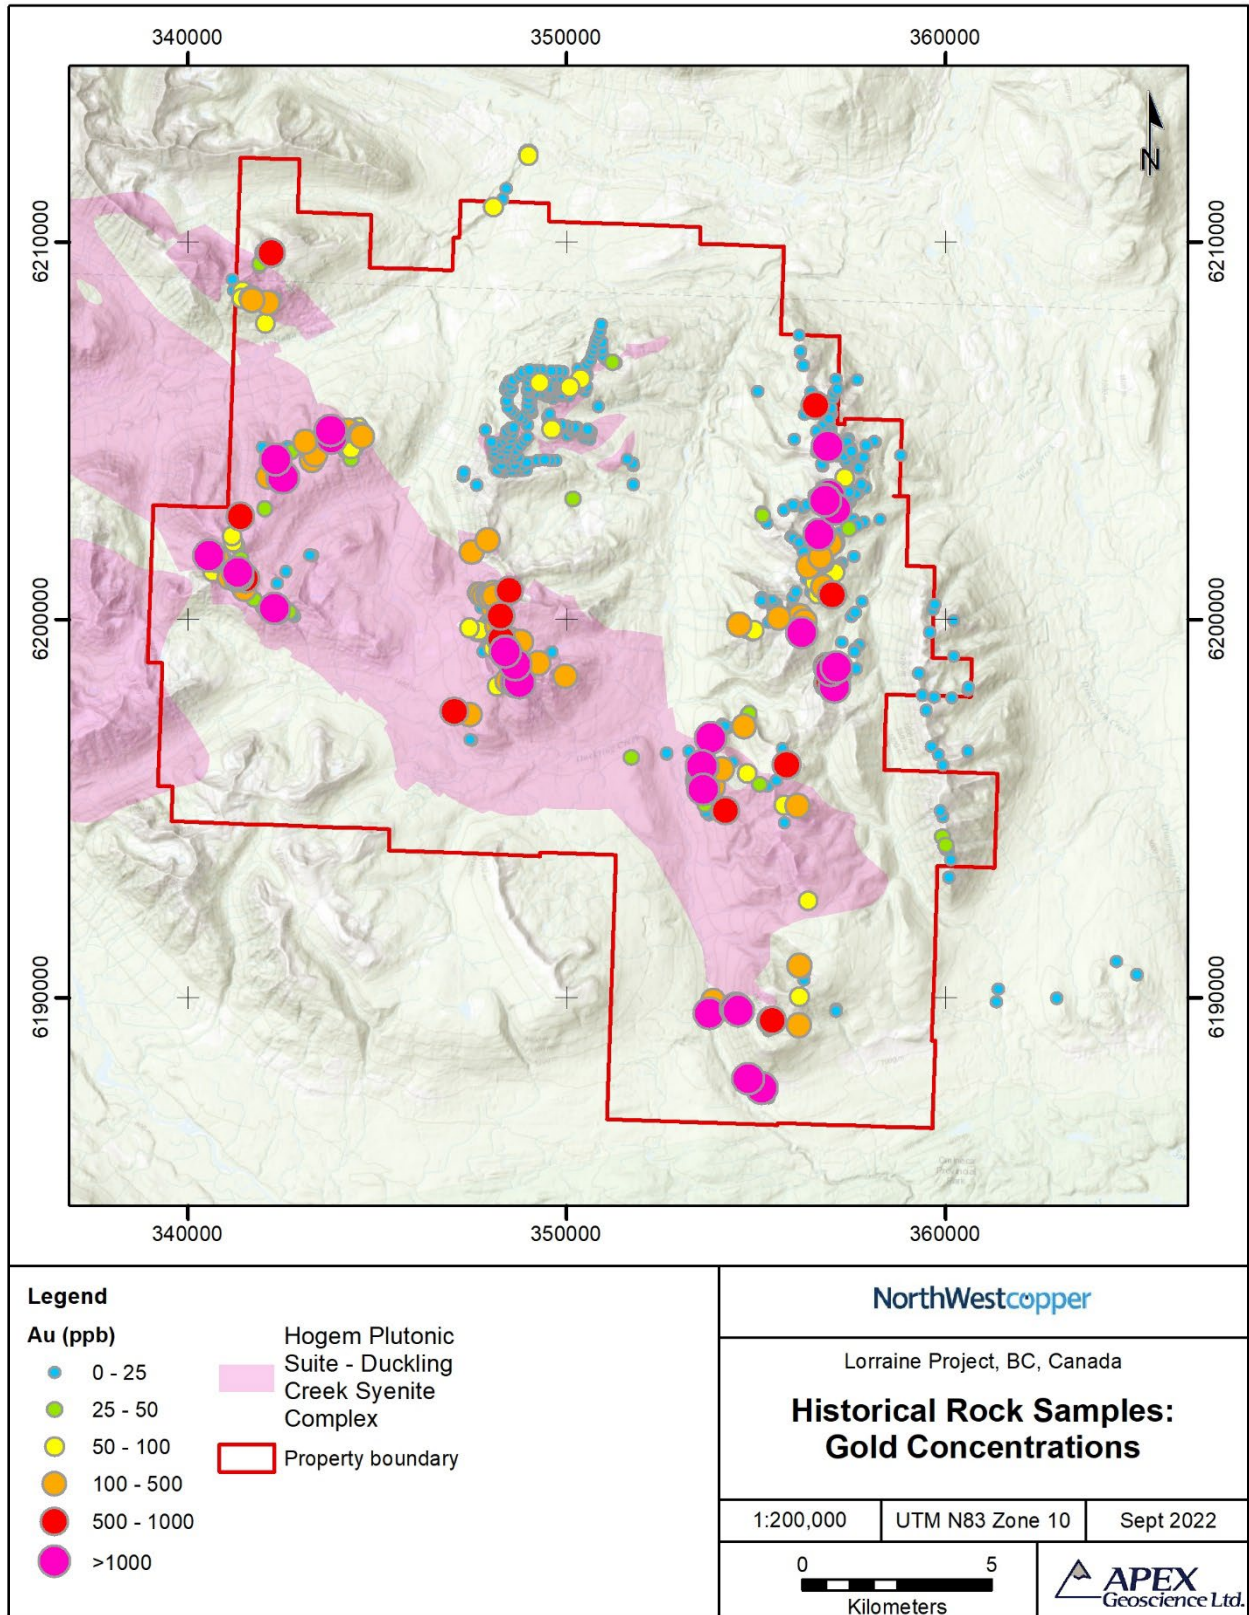 340000
350000
360000
N
6210000
6210000
6200000
6200000
6190000
6190000
340000
350000
360000
Legend
Au (ppb)
0 - 25
25 - 50
50 - 100
100 - 500
500 - 1000
>1000
Hogem Plutonic
Suite - Duckling
Creek Syenite
Complex
Property boundary
NorthWestcopper
Lorraine Project, BC, Canada
Historical Rock Samples:
Gold Concentrations
1:200,000
UTM N83 Zone 10
Sept 2022
0
5
Kilometers
APEX
Geoscience Ltd.